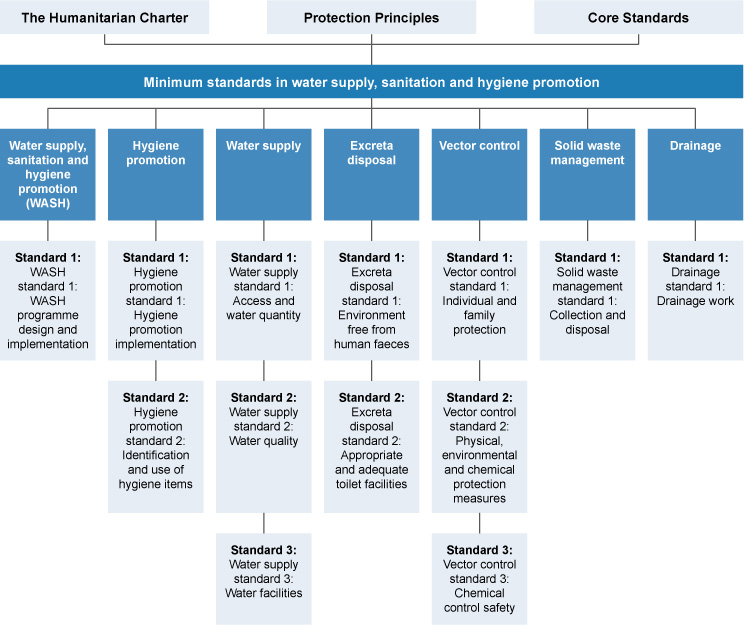 The Humanitarian Charter
Protection Principles
Core Standards
Minimum standards in water supply, sanitation and hygiene promotion
Water supply,
sanitation and
hygiene
promotion
(WASH)
Hygiene
promotion
Water supply
Excreta
disposal
Vector control
Solid waste
management
Drainage
Standard 1:
WASH
standard 1:
WASH
programme
design and
implementation
Standard 1:
Hygiene
promotion
standard 1:
Hygiene
promotion
implementation
Standard 1:
Water supply
standard 1:
Access and
water quantity
Standard 1:
Excreta
disposal
standard 1:
Environment
free from
human faeces
Standard 1:
Vector control
standard 1:
Individual and
family
protection
Standard 1:
Solid waste
management
standard 1:
Collection and
disposal
Standard 1:
Drainage
standard 1:
Drainage work
Standard 2:
Hygiene
promotion
standard 2:
Identification
and use of
hygiene items
Standard 2:
Water supply
standard 2:
Water quality
Standard 2:
Excreta
disposal
standard 2:
Appropriate
and adequate
toilet facilities
Standard 2:
Vector control
standard 2:
Physical,
environmental
and chemical
protection
measures
Standard 3:
Water supply
standard 3:
Water facilities
Standard 3:
Vector control
standard 3:
Chemical
control safety